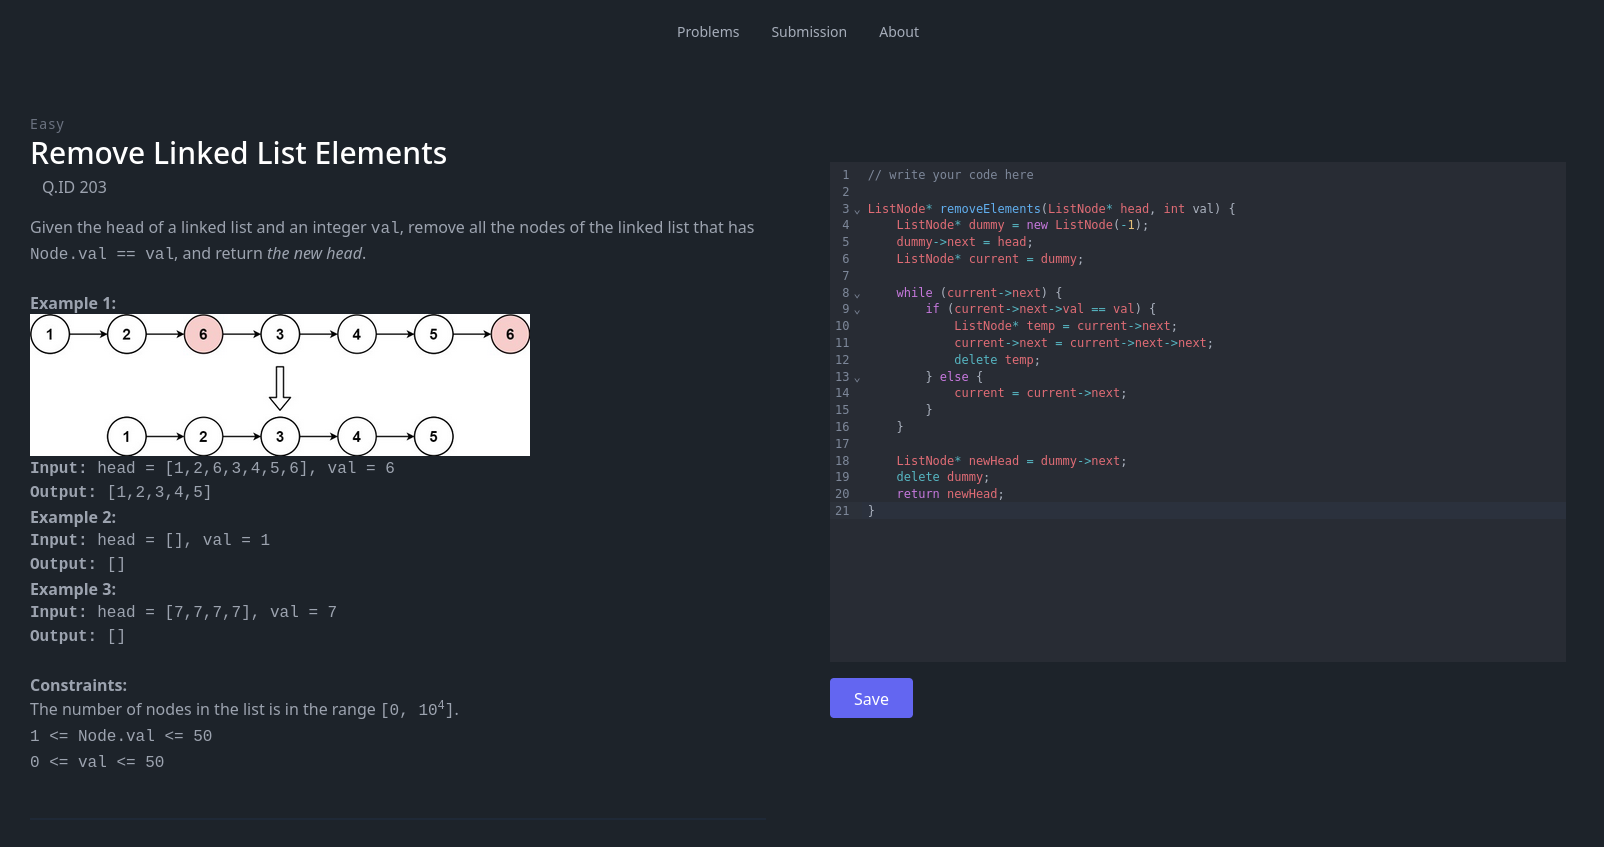 Problems Submission About
Easy
Remove Linked List Elements
Q.ID 203
Given the head of a linked list and an integer val, remove all the nodes of the linked list that has
Node.val == val, and return the new head.
Example 1:
1 2 6 3 4 5 6
1 2 3 4 5
Input: head = [1,2,6,3,4,5,6], val = 6
Output: [1,2,3,4,5]
Example 2:
Input: head = [], val = 1
Output: []
Example 3:
Input: head = [7,7,7,7], val = 7
Output: []
Constraints:
The number of nodes in the list is in the range [0, 10⁴].
1 <= Node.val <= 50
0 <= val <= 50
1 // write your code here
2
3 ListNode* removeElements(ListNode* head, int val) {
4     ListNode* dummy = new ListNode(-1);
5     dummy->next = head;
6     ListNode* current = dummy;
7
8     while (current->next) {
9         if (current->next->val == val) {
10             ListNode* temp = current->next;
11             current->next = current->next->next;
12             delete temp;
13         } else {
14             current = current->next;
15         }
16     }
17
18     ListNode* newHead = dummy->next;
19     delete dummy;
20     return newHead;
21 }
Save